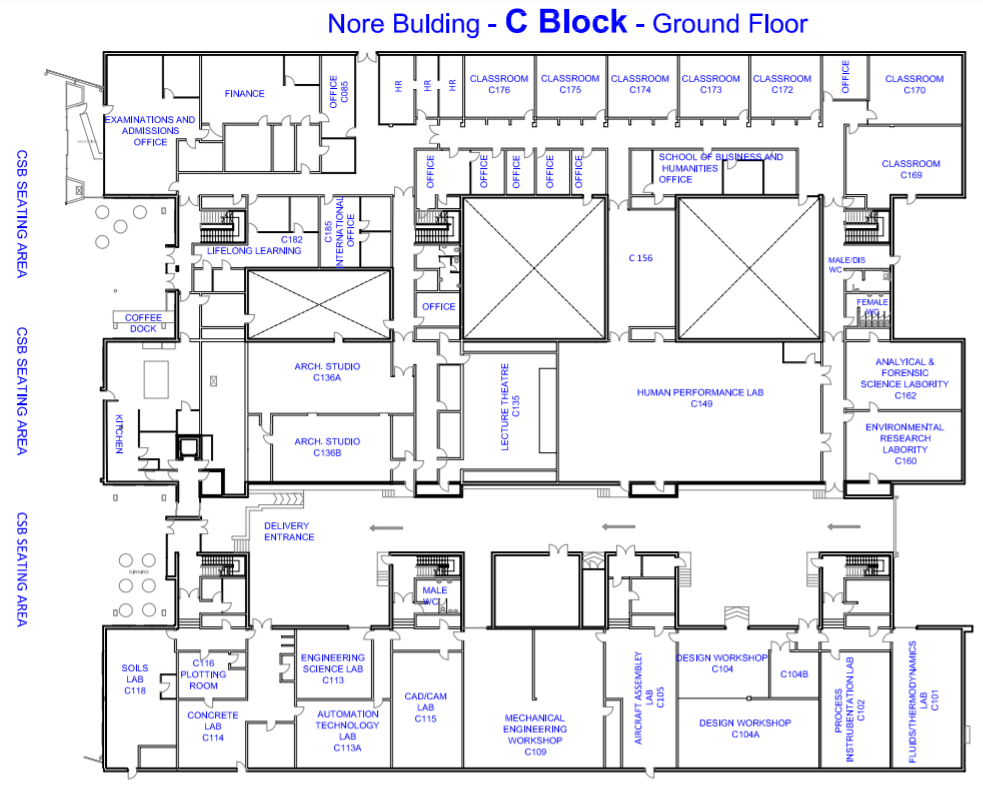 Nore Bulding - C Block - Ground Floor
HR
HR
HR
CLASSROOM
C176
CLASSROOM
C175
CLASSROOM
C174
CLASSROOM
C173
CLASSROOM
C172
OFFICE
CLASSROOM
C170
FINANCE
OFFICE
C085
EXAMINATIONS AND
ADMISSIONS
OFFICE
CSB SEATING AREA
OFFICE
OFFICE
OFFICE
OFFICE
OFFICE
SCHOOL OF BUSINESS AND
HUMANITIES
OFFICE
CLASSROOM
C169
C182
LIFELONG LEARNING
C185
INTERNATIONAL
OFFICE
C 156
MALE/DIS
WC
FEMALE
WC
OFFICE
COFFEE
DOCK
CSB SEATING AREA
KITCHEN
ARCH. STUDIO
C136A
ARCH. STUDIO
C136B
LECTURE THEATRE
C135
HUMAN PERFORMANCE LAB
C149
ANALYICAL &
FORENSIC
SCIENCE LABORITY
C162
ENVIRONMENTAL
RESEARCH
LABORITY
C160
CSB SEATING AREA
DELIVERY
ENTRANCE
MALE
WC
SOILS
LAB
C118
C116
PLOTTING
ROOM
CONCRETE
LAB
C114
ENGINEERING
SCIENCE LAB
C113
AUTOMATION
TECHNOLOGY
LAB
C113A
CAD/CAM
LAB
C115
MECHANICAL
ENGINEERING
WORKSHOP
C109
AIRCRAFT ASSEMBLEY
LAB
C105
DESIGN WORKSHOP
C104
C104B
DESIGN WORKSHOP
C104A
PROCESS
INSTRUBENTATION LAB
C102
FLUIDS/THERMODYNAMICS
LAB
C101